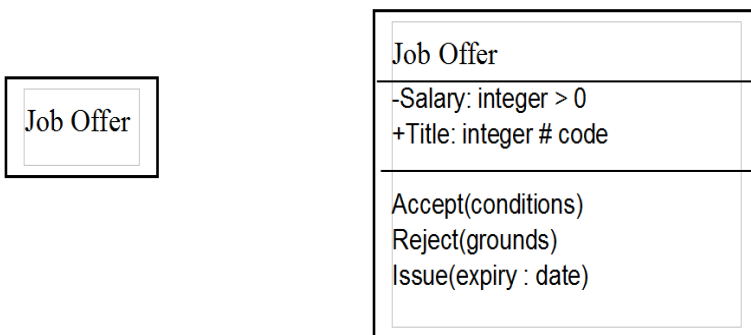 Job Offer
Job Offer
-Salary: integer > 0
+Title: integer # code
Accept(conditions)
Reject(grounds)
Issue(expiry : date)